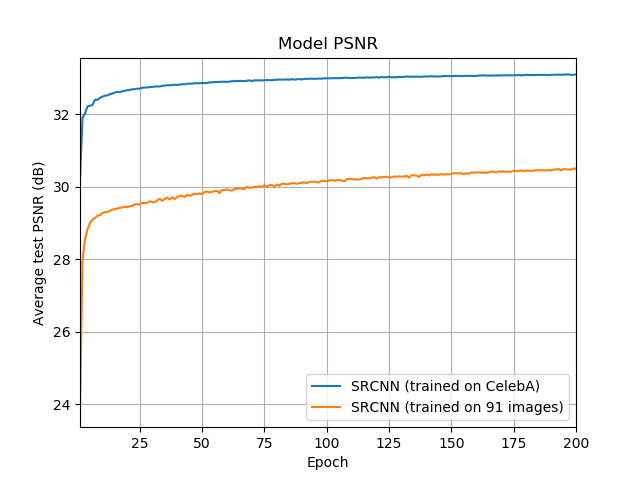 Model PSNR
Average test PSNR (dB)
32
30
28
26
24
SRCNN (trained on CelebA)
SRCNN (trained on 91 images)
25 50 75 100 125 150 175 200
Epoch